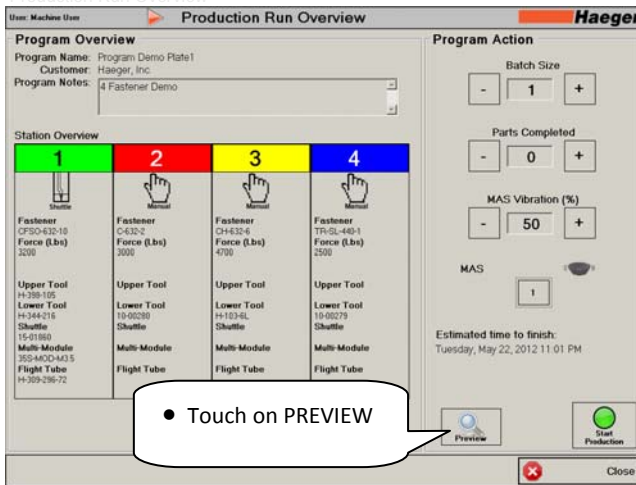 User: Machine User
Production Run Overview
Haeger
Program Overview
Program Name: Program Demo Plate1
Customer: Haeger, Inc.
Program Notes: 4 Fastener Demo
Station Overview
1
Shuttle
Fastener
CFSO-632-10
Force (Lbs)
3200
Upper Tool
H-398-105
Lower Tool
H-344-216
Shuttle
15-01860
Multi-Module
35S-MOD-M3.5
Flight Tube
H-309-296-72
2
Manual
Fastener
C-632-2
Force (Lbs)
3000
Upper Tool
Lower Tool
10-00280
Shuttle
Multi-Module
Flight Tube
3
Manual
Fastener
CH-632-6
Force (Lbs)
4700
Upper Tool
Lower Tool
H-103-6L
Shuttle
Multi-Module
Flight Tube
4
Manual
Fastener
TR-SL-440-1
Force (Lbs)
2500
Upper Tool
Lower Tool
10-00279
Shuttle
Multi-Module
Flight Tube
• Touch on PREVIEW
Program Action
Batch Size
- 1 +
Parts Completed
- 0 +
MAS Vibration (%)
- 50 +
MAS
1
Estimated time to finish:
Tuesday, May 22, 2012 11:01 PM
Preview
Start
Production
Close